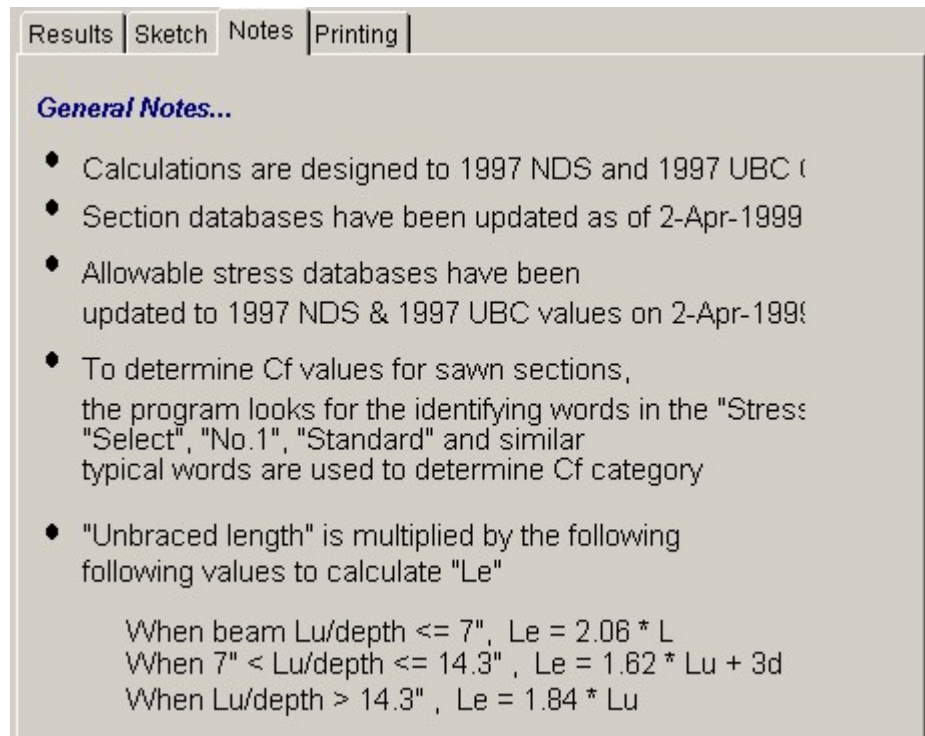 Results Sketch Notes Printing
General Notes...
Calculations are designed to 1997 NDS and 1997 UBC
Section databases have been updated as of 2-Apr-1999
Allowable stress databases have been
updated to 1997 NDS & 1997 UBC values on
To determine Cf values for sawn sections,
the program looks for the identifying words in the "Stress
"Select", "No.1", "Standard" and similar
typical words are used to determine Cf category
"Unbraced length" is multiplied by the following
following values to calculate "Le"
When beam Lu/depth <= 7", Le = 2.06 * L
When 7" < Lu/depth <= 14.3" , Le = 1.62 * Lu + 3d
When Lu/depth > 14.3" , Le = 1.84 * Lu